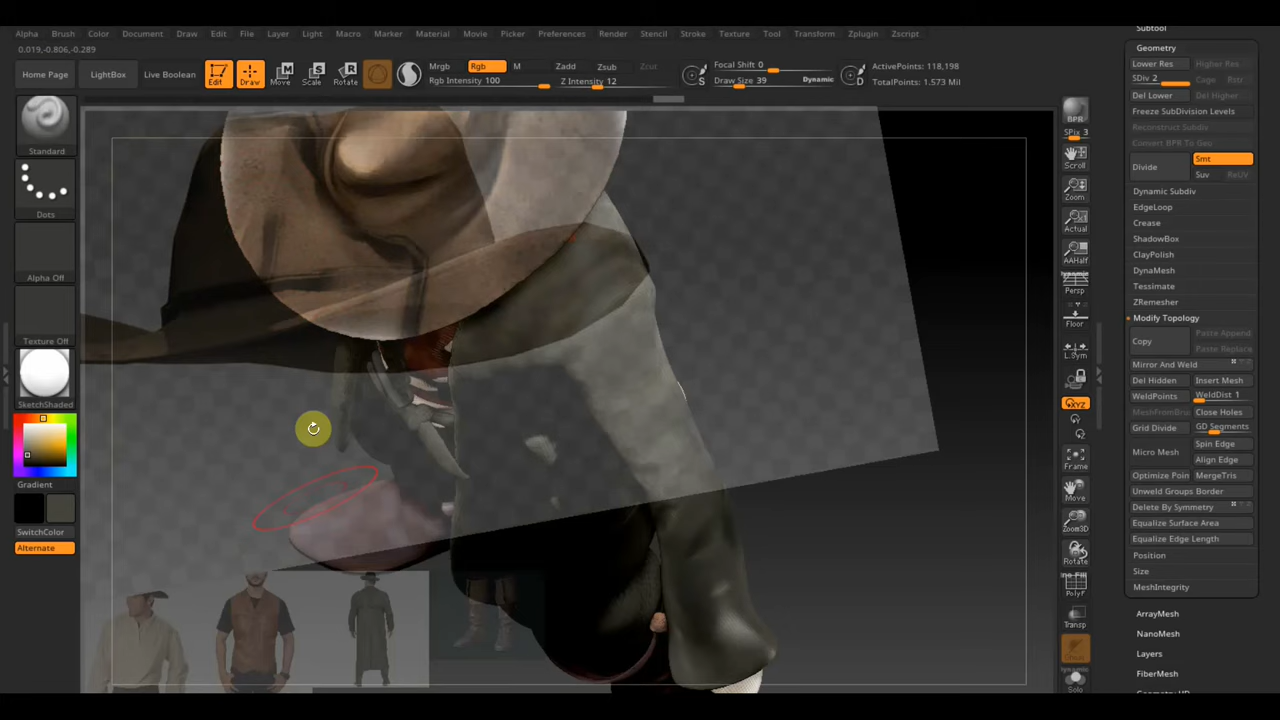 Alpha Brush Color Document Draw Edit File Layer Light Macro Marker Material Movie Picker Preferences Render Stencil Stroke Texture Tool Transform Zplugin Zscript
0.019,-0.806,-0.289
Home Page LightBox Live Boolean Edit Draw Move Scale Rotate
Mrgb Rgb M Zadd Zsub Zcut
Rgb Intensity 100 Z Intensity 12
Focal Shift 0
Draw Size 39 Dynamic
ActivePoints: 118,198
TotalPoints: 1.573 Mil
Standard
Dots
Alpha Off
Texture Off
SketchShaded
Gradient
SwitchColor
Alternate
BPR
SPix 3
Scroll
Zoom
Actual
AAHalf
Dynamic
Persp
Floor
L.Sym
XYZ
Frame
Move
Zoom3D
Rotate
Line Fill
PolyF
Transp
Dynamic
Solo
Subtool
Geometry
Lower Res Higher Res
SDiv 2 Cage Rstr
Del Lower Del Higher
Freeze SubDivision Levels
Reconstruct Subdiv
Convert BPR To Geo
Divide Smt
Suv ReUV
Dynamic Subdiv
EdgeLoop
Crease
ShadowBox
ClayPolish
DynaMesh
Tessimate
ZRemesher
Modify Topology
Copy Paste Append
Paste Replace
Mirror And Weld
Del Hidden Insert Mesh
WeldPoints WeldDist 1
Close Holes
Grid Divide GD Segments
Micro Mesh Spin Edge
Align Edge
Optimize Poin MergeTris
Unweld Groups Border
Delete By Symmetry
Equalize Surface Area
Equalize Edge Length
Position
Size
MeshIntegrity
ArrayMesh
NanoMesh
Layers
FiberMesh